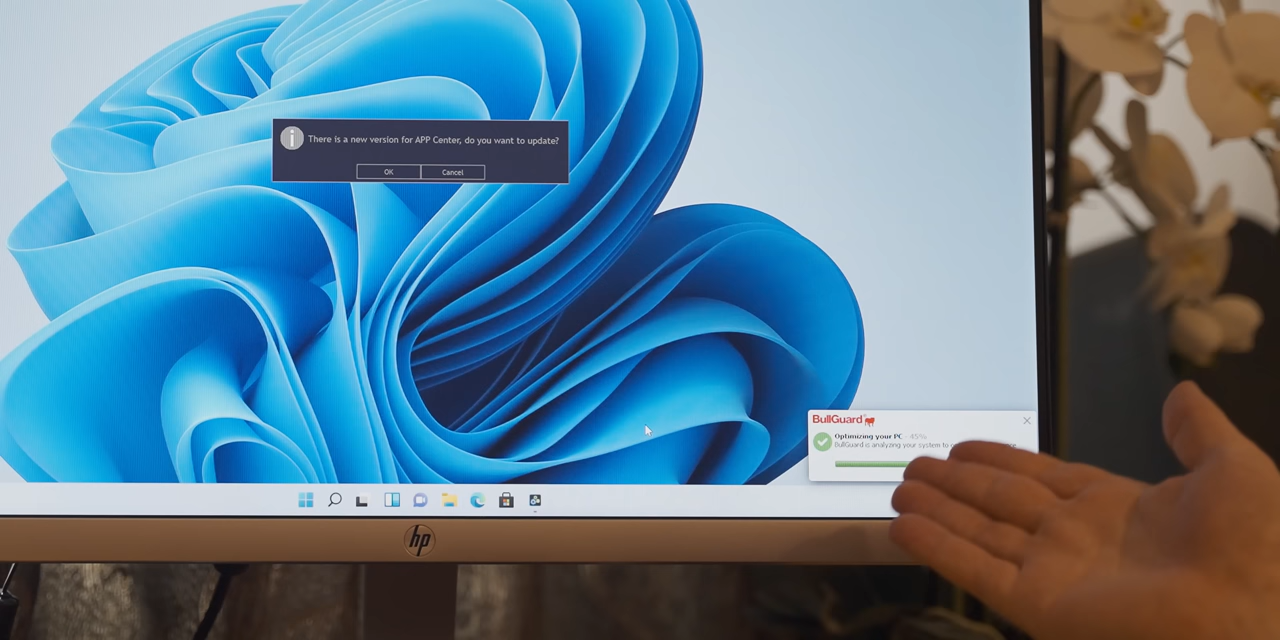 There is a new version for APP Center, do you want to update?
OK
Cancel
BullGuard
Optimizing your PC - 45%
BullGuard is analyzing your system to
hp